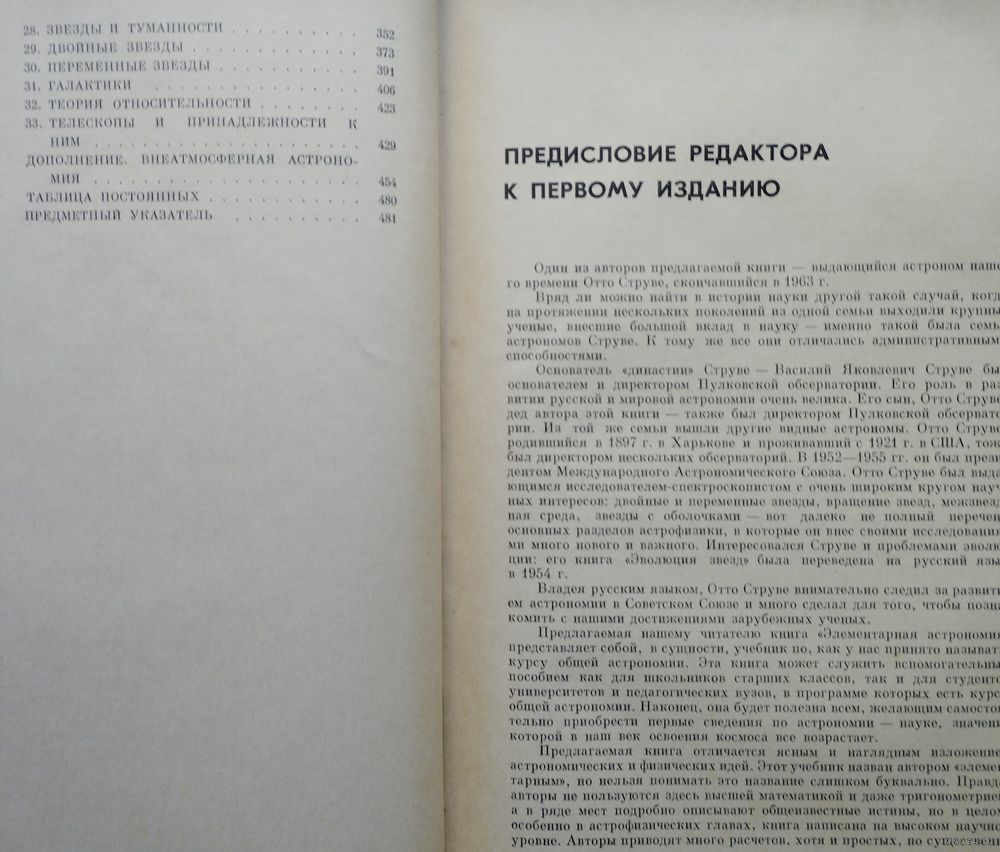 28. ЗВЕЗДЫ И ТУМАННОСТИ . . . . . . . . . . 352
29. ДВОЙНЫЕ ЗВЕЗДЫ . . . . . . . . . . . . 373
30. ПЕРЕМЕННЫЕ ЗВЕЗДЫ . . . . . . . . . . 391
31. ГАЛАКТИКИ . . . . . . . . . . . . . . 406
32. ТЕОРИЯ ОТНОСИТЕЛЬНОСТИ . . . . . . . 423
33. ТЕЛЕСКОПЫ И ПРИНАДЛЕЖНОСТИ К
НИМ . . . . . . . . . . . . . . . . . . 429
ДОПОЛНЕНИЕ. ВНЕАТМОСФЕРНАЯ АСТРОНО-
МИЯ . . . . . . . . . . . . . . . . . . 454
ТАБЛИЦА ПОСТОЯННЫХ . . . . . . . . . . . 480
ПРЕДМЕТНЫЙ УКАЗАТЕЛЬ . . . . . . . . . 481
ПРЕДИСЛОВИЕ РЕДАКТОРА
К ПЕРВОМУ ИЗДАНИЮ
Один из авторов предлагаемой книги — выдающийся астроном наше
го времени Отто Струве, скончавшийся в 1963 г.
Вряд ли можно найти в истории науки другой такой случай, когд
на протяжении нескольких поколений из одной семьи выходили крупны
ученые, внесшие большой вклад в науку — именно такой была семь
астрономов Струве. К тому же все они отличались административным
способностями.
Основатель «династии» Струве — Василий Яковлевич Струве бы
основателем и директором Пулковской обсерватории. Его роль в раз
витии русской и мировой астрономии очень велика. Его сын, Отто Струве
дед автора этой книги — также был директором Пулковской обсервато
рии. Из той же семьи вышли другие видные астрономы. Отто Струве
родившийся в 1897 г. в Харькове и проживавший с 1921 г. в США, тож
был директором нескольких обсерваторий. В 1952—1955 гг. он был прези
дентом Международного Астрономического Союза. Отто Струве был выда
ющимся исследователем-спектроскопистом с очень широким кругом науч
ных интересов: двойные и переменные звезды, вращение звезд, межзвезд
ная среда, звезды с оболочками — вот далеко не полный перечен
основных разделов астрофизики, в которые он внес своими исследования
ми много нового и важного. Интересовался Струве и проблемами эволю
ции: его книга «Эволюция звезд» была переведена на русский язы
в 1954 г.
Владея русским языком, Отто Струве внимательно следил за развити
ем астрономии в Советском Союзе и много сделал для того, чтобы позна
комить с нашими достижениями зарубежных ученых.
Предлагаемая нашему читателю книга «Элементарная астрономия
представляет собой, в сущности, учебник по, как у нас принято называт
курсу общей астрономии. Эта книга может служить вспомогательны
пособием как для школьников старших классов, так и для студенто
университетов и педагогических вузов, в программе которых есть курс
общей астрономии. Наконец, она будет полезна всем, желающим самосто
тельно приобрести первые сведения по астрономии — науке, значени
которой в наш век освоения космоса все возрастает.
Предлагаемая книга отличается ясным и наглядным изложение
астрономических и физических идей. Этот учебник назван автором «элемен
тарным», но нельзя понимать это название слишком буквально. Правда
авторы не пользуются здесь высшей математикой и даже тригонометрие
а в ряде мест подробно описывают общеизвестные истины, но в целом
особенно в астрофизических главах, книга написана на высоком научно
уровне. Авторы приводят много расчетов, хотя и простых, но существенн